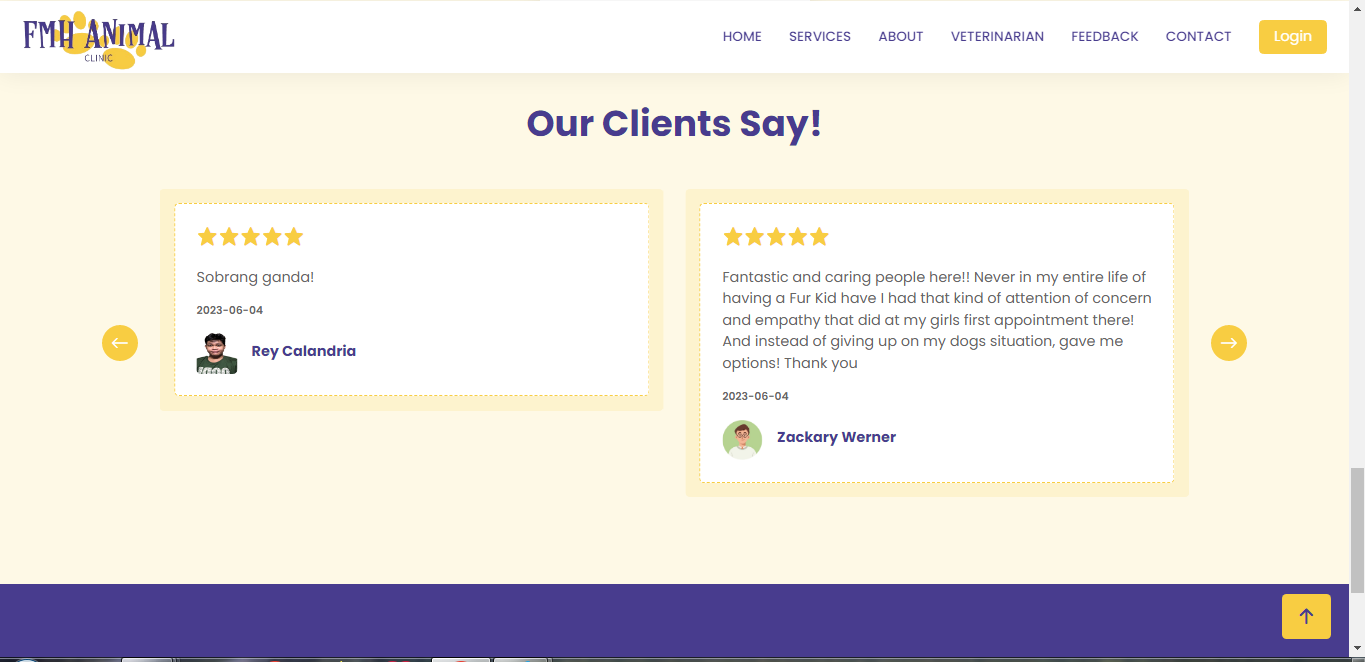 FMH ANIMAL
CLINIC
HOME SERVICES ABOUT VETERINARIAN FEEDBACK CONTACT Login
Our Clients Say!
Sobrang ganda!
2023-06-04
Rey Calandria
Fantastic and caring people here!! Never in my entire life of
having a Fur Kid have I had that kind of attention of concern
and empathy that did at my girls first appointment there!
And instead of giving up on my dogs situation, gave me
options! Thank you
2023-06-04
Zackary Werner